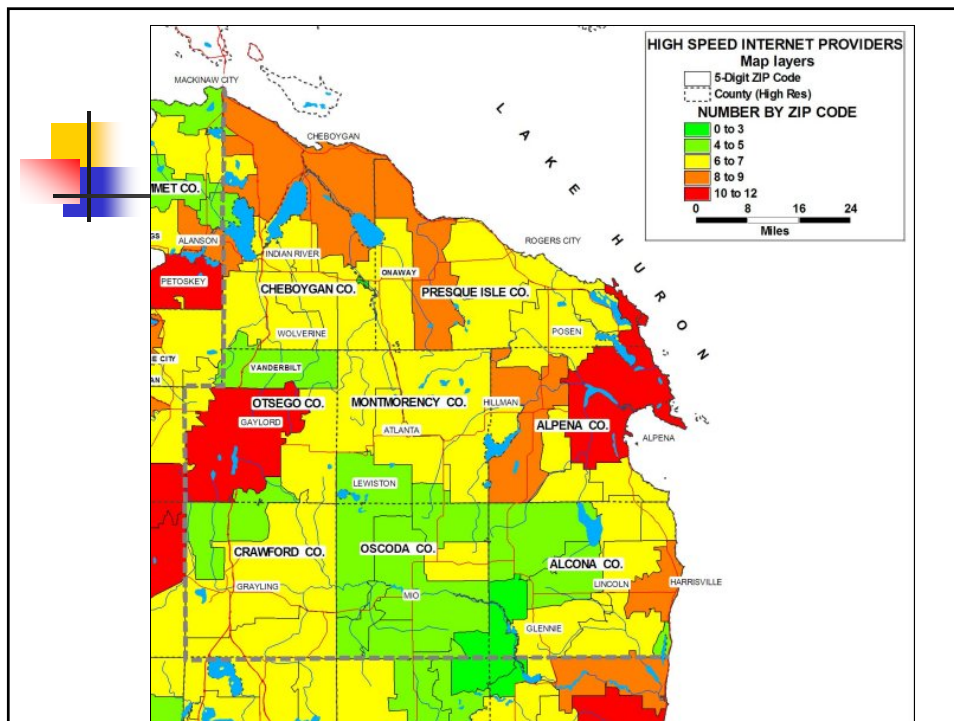 HIGH SPEED INTERNET PROVIDERS
Map layers
5-Digit ZIP Code
County (High Res)
NUMBER BY ZIP CODE
0 to 3
4 to 5
6 to 7
8 to 9
10 to 12
0 8 16 24
Miles
MACKINAW CITY
CHEBOYGAN
LAKE HURON
MMET CO.
ALANSON
GS
INDIAN RIVER
ROGERS CITY
PETOSKEY
ONAWAY
CHEBOYGAN CO.
PRESQUE ISLE CO.
WOLVERINE
POSEN
E CITY
VANDERBILT
AN
OTSEGO CO.
MONTMORENCY CO.
HILLMAN
GAYLORD
ATLANTA
ALPENA CO.
ALPENA
LEWISTON
CRAWFORD CO.
OSCODA CO.
ALCONA CO.
GRAYLING
MIO
LINCOLN
HARRISVILLE
GLENNIE